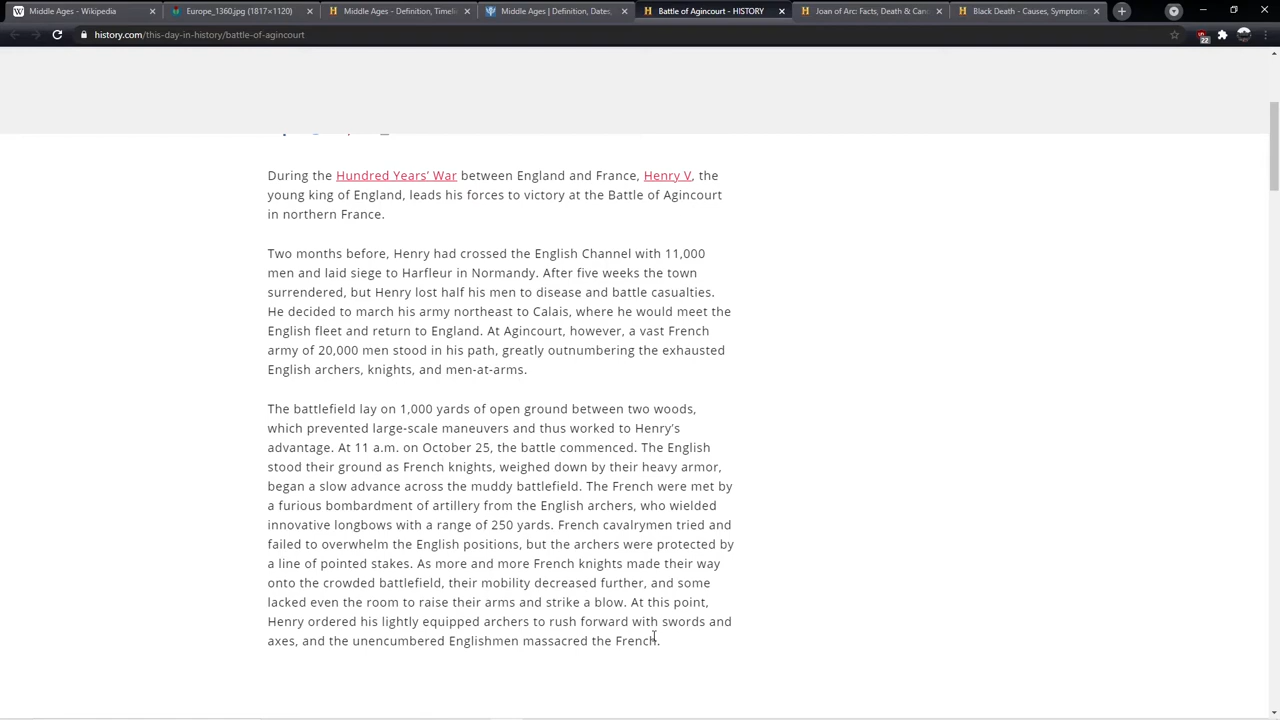 Middle Ages - Wikipedia
Europe_1360.jpg (1817×1120)
Middle Ages - Definition, Timeli
Middle Ages | Definition, Dates,
Battle of Agincourt - HISTORY
Joan of Arc: Facts, Death & Can
Black Death - Causes, Symptom
history.com/this-day-in-history/battle-of-agincourt
22
During the Hundred Years’ War between England and France, Henry V, the
young king of England, leads his forces to victory at the Battle of Agincourt
in northern France.
Two months before, Henry had crossed the English Channel with 11,000
men and laid siege to Harfleur in Normandy. After five weeks the town
surrendered, but Henry lost half his men to disease and battle casualties.
He decided to march his army northeast to Calais, where he would meet the
English fleet and return to England. At Agincourt, however, a vast French
army of 20,000 men stood in his path, greatly outnumbering the exhausted
English archers, knights, and men-at-arms.
The battlefield lay on 1,000 yards of open ground between two woods,
which prevented large-scale maneuvers and thus worked to Henry’s
advantage. At 11 a.m. on October 25, the battle commenced. The English
stood their ground as French knights, weighed down by their heavy armor,
began a slow advance across the muddy battlefield. The French were met by
a furious bombardment of artillery from the English archers, who wielded
innovative longbows with a range of 250 yards. French cavalrymen tried and
failed to overwhelm the English positions, but the archers were protected by
a line of pointed stakes. As more and more French knights made their way
onto the crowded battlefield, their mobility decreased further, and some
lacked even the room to raise their arms and strike a blow. At this point,
Henry ordered his lightly equipped archers to rush forward with swords and
axes, and the unencumbered Englishmen massacred the French.